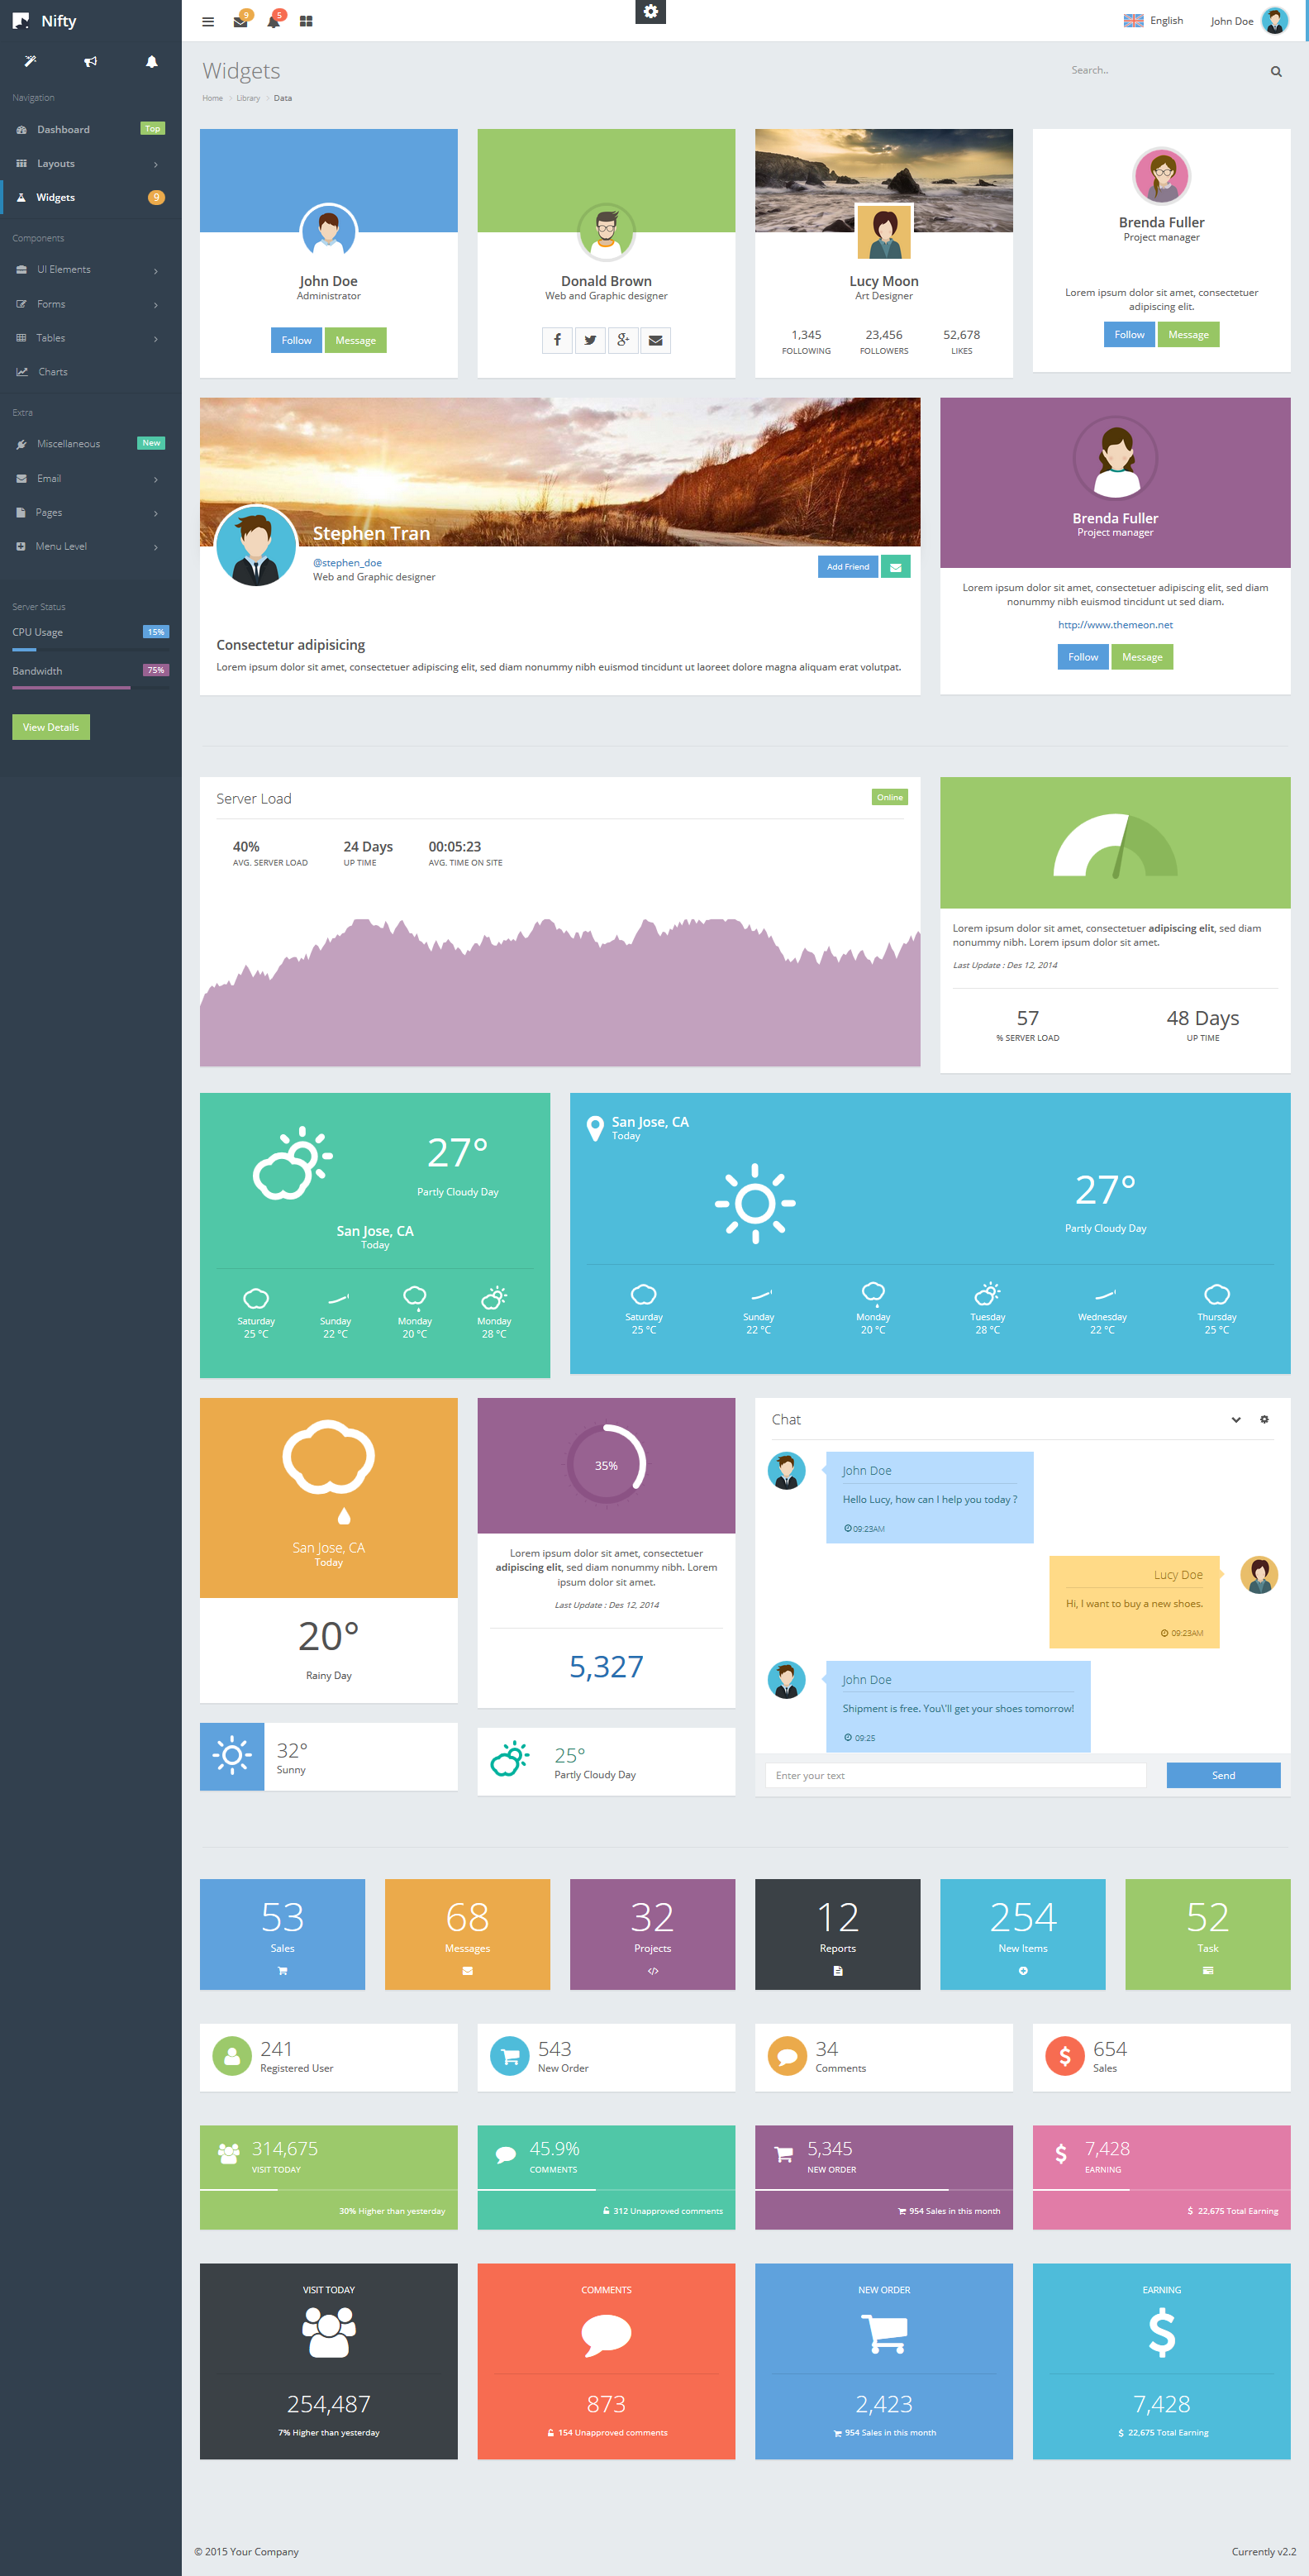 Nifty
9
5
English
John Doe
Navigation
Dashboard
Top
Layouts
Widgets
9
Components
UI Elements
Forms
Tables
Charts
Extra
Miscellaneous
New
Email
Pages
Menu Level
Server Status
CPU Usage
15%
Bandwidth
75%
View Details
Widgets
Search..
Home > Library > Data
John Doe
Administrator
Follow
Message
Donald Brown
Web and Graphic designer
Lucy Moon
Art Designer
1,345 23,456 52,678
FOLLOWING FOLLOWERS LIKES
Brenda Fuller
Project manager
Lorem ipsum dolor sit amet, consectetuer
adipiscing elit.
Follow
Message
Stephen Tran
@stephen_doe
Web and Graphic designer
Add Friend
Consectetur adipisicing
Lorem ipsum dolor sit amet, consectetuer adipiscing elit, sed diam nonummy nibh euismod tincidunt ut laoreet dolore magna aliquam erat volutpat.
Brenda Fuller
Project manager
Lorem ipsum dolor sit amet, consectetuer adipiscing elit, sed diam
nonummy nibh euismod tincidunt ut sed diam.
http://www.themeon.net
Follow
Message
Server Load
Online
40% 24 Days 00:05:23
AVG. SERVER LOAD UP TIME AVG. TIME ON SITE
Lorem ipsum dolor sit amet, consectetuer adipiscing elit, sed diam
nonummy nibh. Lorem ipsum dolor sit amet.
Last Update : Des 12, 2014
57 48 Days
% SERVER LOAD UP TIME
27°
Partly Cloudy Day
San Jose, CA
Today
Saturday Sunday Monday Monday
25 °C 22 °C 20 °C 28 °C
San Jose, CA
Today
27°
Partly Cloudy Day
Saturday Sunday Monday Tuesday Wednesday Thursday
25 °C 22 °C 20 °C 28 °C 22 °C 25 °C
San Jose, CA
Today
20°
Rainy Day
35%
Lorem ipsum dolor sit amet, consectetuer
adipiscing elit, sed diam nonummy nibh. Lorem
ipsum dolor sit amet.
Last Update : Des 12, 2014
5,327
32°
Sunny
25°
Partly Cloudy Day
Chat
John Doe
Hello Lucy, how can I help you today ?
09:23AM
Lucy Doe
Hi, I want to buy a new shoes.
09:23AM
John Doe
Shipment is free. You\'ll get your shoes tomorrow!
09:25
Enter your text
Send
53 68 32 12 254 52
Sales Messages Projects Reports New Items Task
241
Registered User
543
New Order
34
Comments
654
Sales
314,675
VISIT TODAY
30% Higher than yesterday
45.9%
COMMENTS
312 Unapproved comments
5,345
NEW ORDER
954 Sales in this month
7,428
EARNING
$ 22,675 Total Earning
VISIT TODAY
254,487
7% Higher than yesterday
COMMENTS
873
154 Unapproved comments
NEW ORDER
2,423
954 Sales in this month
EARNING
$
7,428
$ 22,675 Total Earning
© 2015 Your Company
Currently v2.2